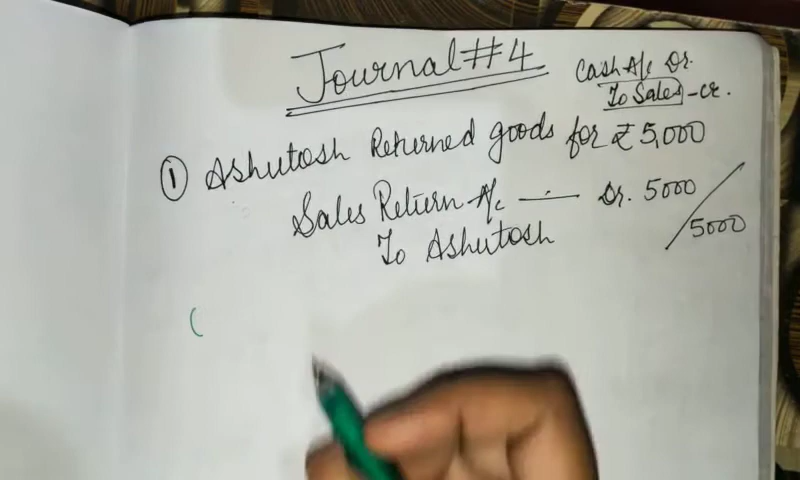 Journal #4
Cash A/c Dr.
To Sales - cr.
① Ashutosh Returned goods for ₹ 5,000
Sales Return A/c — Dr. 5000
To Ashutosh / 5000
(